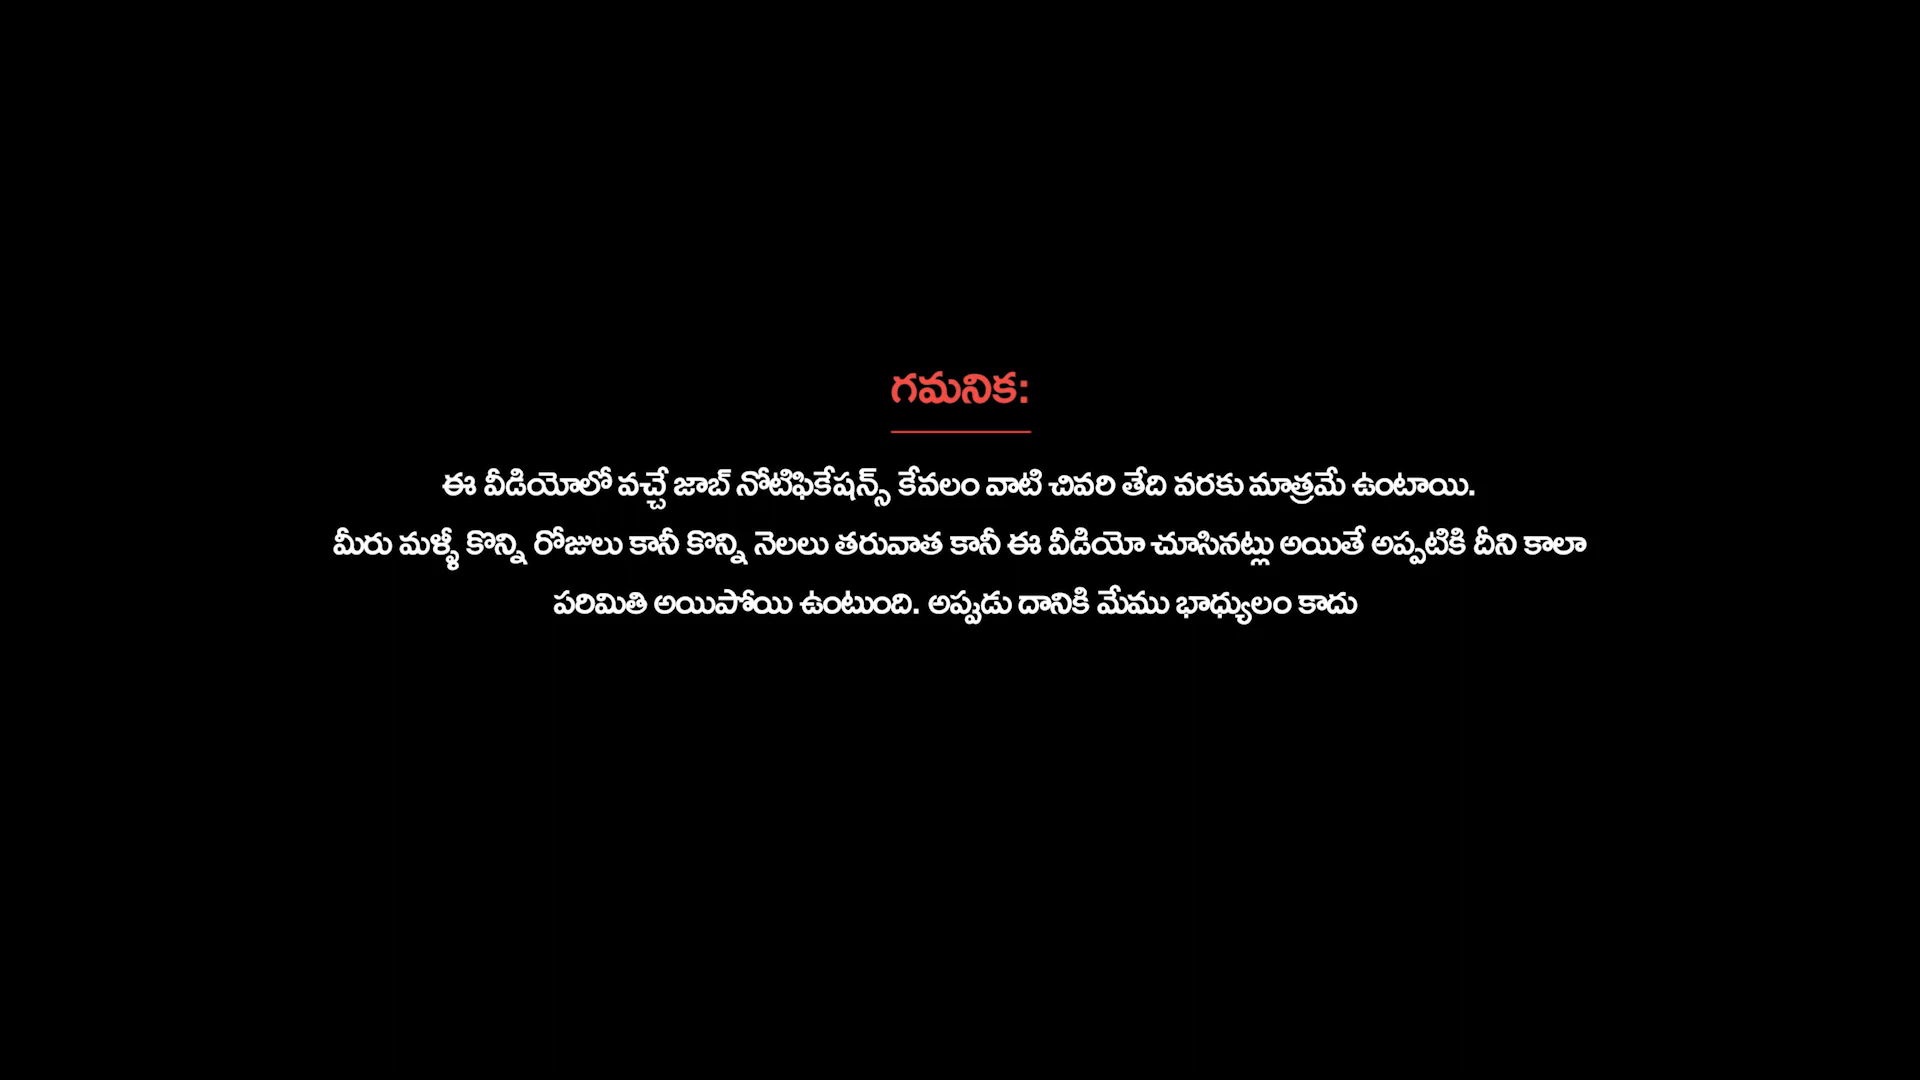 గమనిక:
ఈ వీడియోలో వచ్చే జాబ్ నోటిఫికేషన్స్ కేవలం వాటి చివరి తేది వరకు మాత్రమే ఉంటాయి.
మీరు మళ్ళీ కొన్ని రోజులు కానీ కొన్ని నెలలు తరువాత కానీ ఈ వీడియో చూసినట్లు అయితే అప్పటికి దీని కాలా
పరిమితి అయిపోయి ఉంటుంది. అప్పుడు దానికి మేము భాధ్యులం కాదు